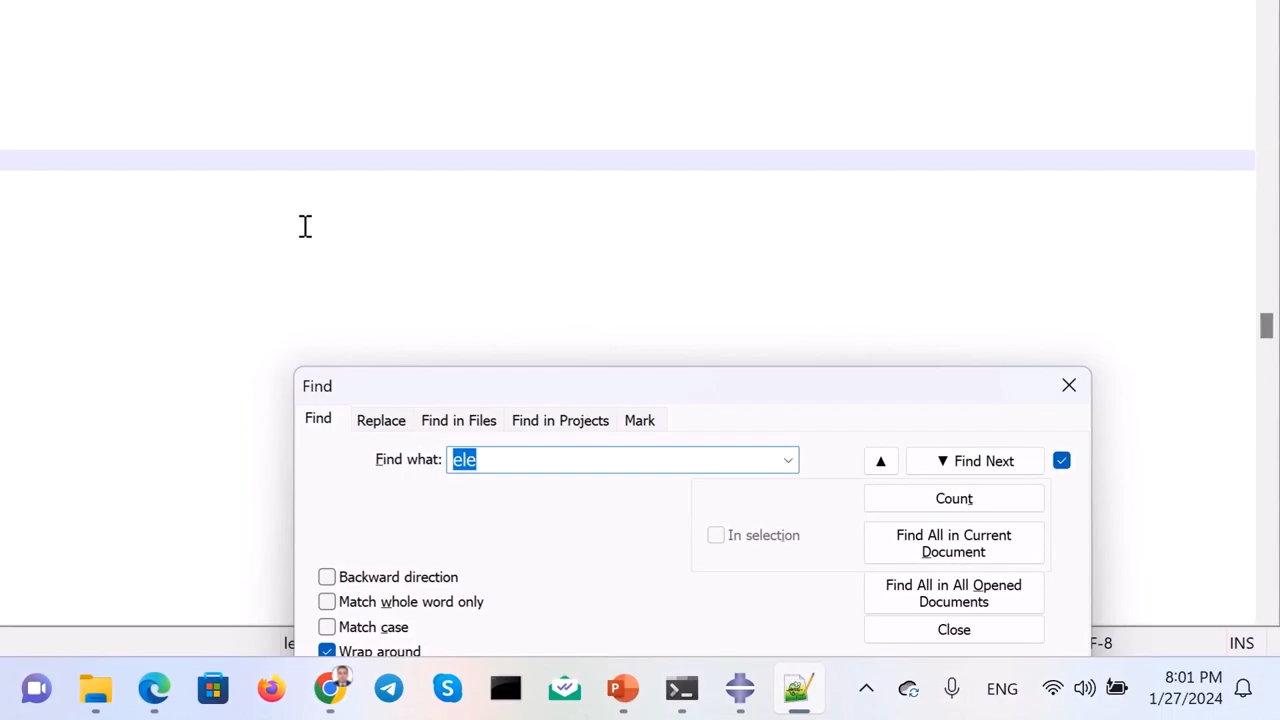 Find
Find Replace Find in Files Find in Projects Mark
Find what: ele ▲ ▼ Find Next
Count
In selection
Find All in Current
Document
Backward direction
Find All in All Opened
Documents
Match whole word only
Match case
Close
Wrap around
le F-8 INS
ENG
8:01 PM
1/27/2024